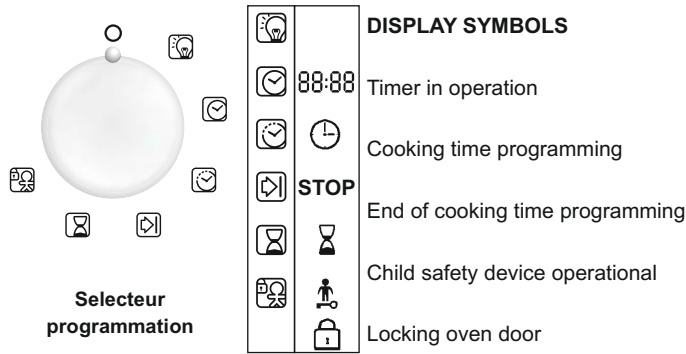 DISPLAY SYMBOLS
88:88 Timer in operation
Cooking time programming
STOP
End of cooking time programming
Child safety device operational
Locking oven door
Selecteur
programmation